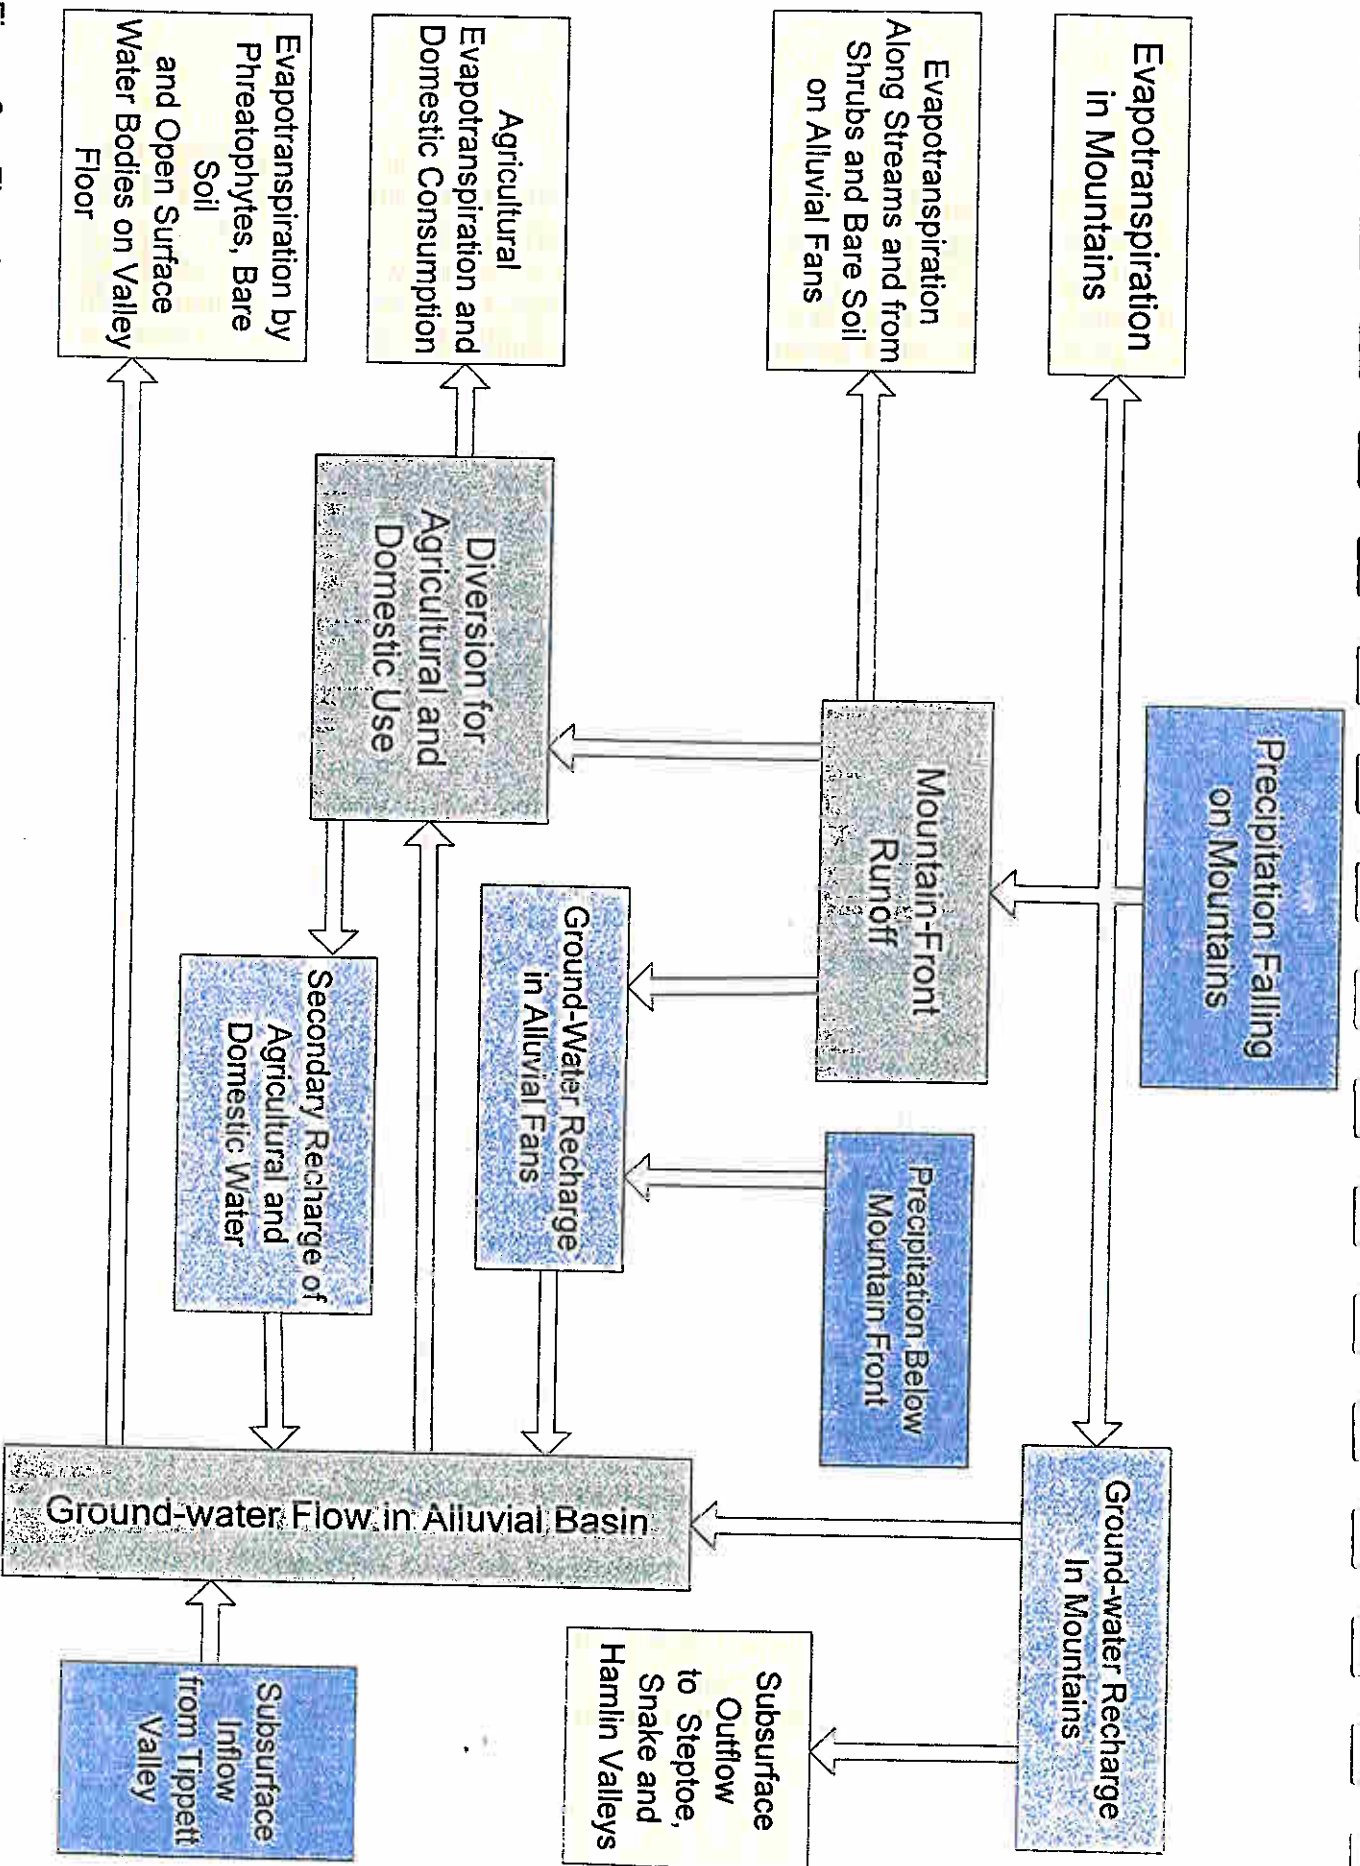 Precipitation Falling
on Mountains
Evapotranspiration
in Mountains
Ground-water Recharge
In Mountains
Evapotranspiration
Along Streams and from
Shrubs and Bare Soil
on Alluvial Fans
Mountain-Front
Runoff
Precipitation Below
Mountain Front
Subsurface
Outflow
to Steptoe,
Snake and
Hamlin Valleys
Agricultural
Evapotranspiration and
Domestic Consumption
Diversion for
Agricultural and
Domestic Use
Ground-Water Recharge
in Alluvial Fans
Secondary Recharge of
Agricultural and
Domestic Water
Ground-water Flow in Alluvial Basin
Evapotranspiration by
Phreatophytes, Bare
Soil
and Open Surface
Water Bodies on Valley
Floor
Subsurface
Inflow
from Tippett
Valley